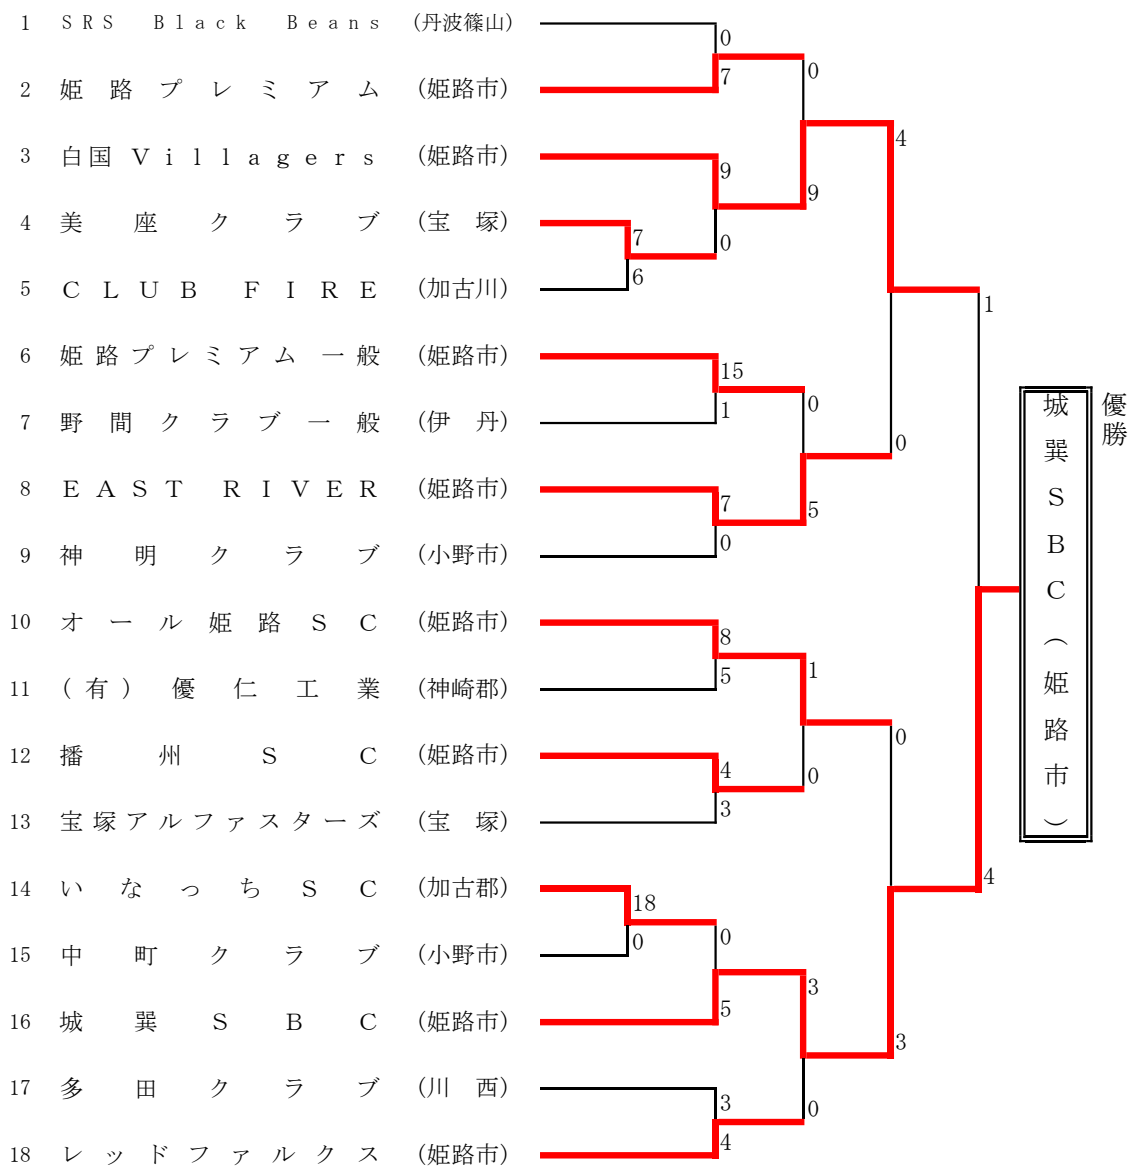 1 ＳＲＳ Ｂｌａｃｋ Ｂｅａｎｓ (丹波篠山)
0
7
0
2 姫路プレミアム (姫路市)
4
3 白国Ｖｉｌｌａｇｅｒｓ (姫路市)
9
9
4 美座クラブ (宝 塚)
7
0
6
5 ＣＬＵＢ ＦＩＲＥ (加古川)
1
6 姫路プレミアム一般 (姫路市)
15
1
0
7 野間クラブ一般 (伊 丹)
0
8 ＥＡＳＴ ＲＩＶＥＲ (姫路市)
7
5
0
9 神明クラブ (小野市)
優勝
城巽ＳＢＣ（姫路市）
10 オール姫路ＳＣ (姫路市)
8
5
1
11 (有)優仁工業 (神崎郡)
0
12 播州ＳＣ (姫路市)
4
0
3
13 宝塚アルファスターズ (宝 塚)
4
14 いなっちＳＣ (加古郡)
18
0
0
15 中町クラブ (小野市)
3
5
16 城巽ＳＢＣ (姫路市)
3
17 多田クラブ (川 西)
3
0
4
18 レッドファルクス (姫路市)